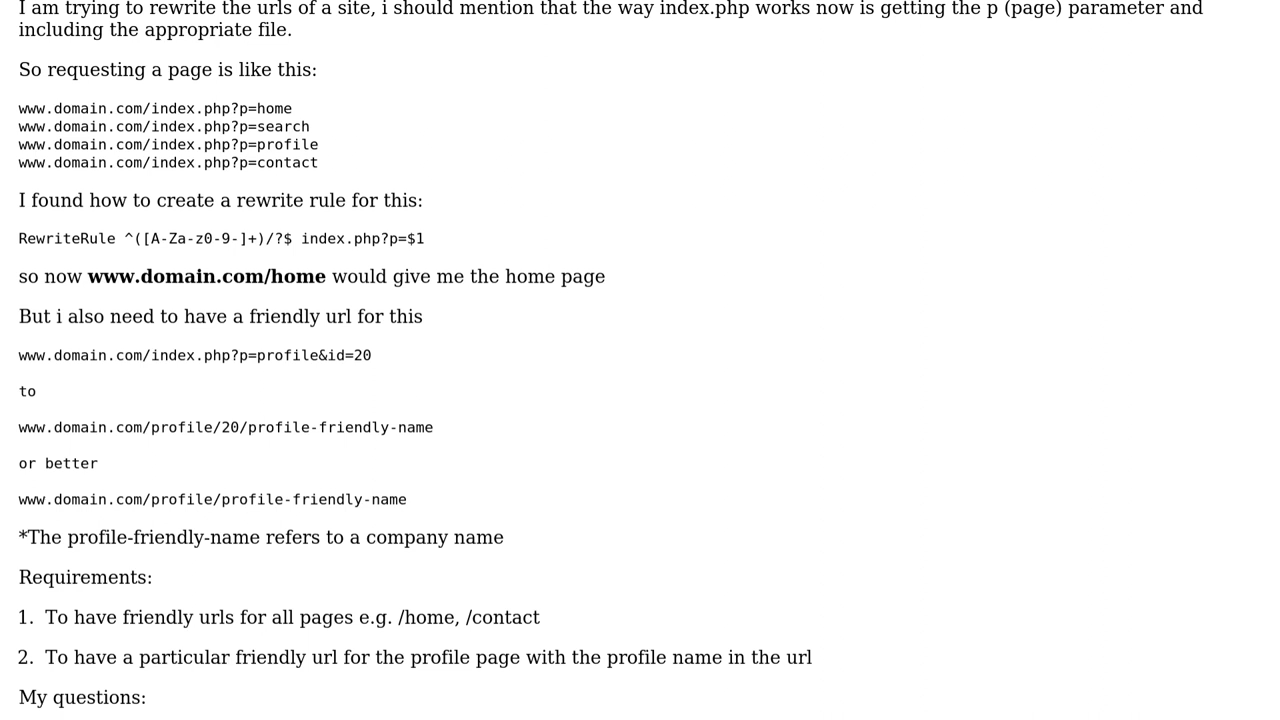 I am trying to rewrite the urls of a site, i should mention that the way index.php works now is getting the p (page) parameter and
including the appropriate file.
So requesting a page is like this:
www.domain.com/index.php?p=home
www.domain.com/index.php?p=search
www.domain.com/index.php?p=profile
www.domain.com/index.php?p=contact
I found how to create a rewrite rule for this:
RewriteRule ^([A-Za-z0-9-]+)/?$ index.php?p=$1
so now www.domain.com/home would give me the home page
But i also need to have a friendly url for this
www.domain.com/index.php?p=profile&id=20
to
www.domain.com/profile/20/profile-friendly-name
or better
www.domain.com/profile/profile-friendly-name
*The profile-friendly-name refers to a company name
Requirements:
1. To have friendly urls for all pages e.g. /home, /contact
2. To have a particular friendly url for the profile page with the profile name in the url
My questions: